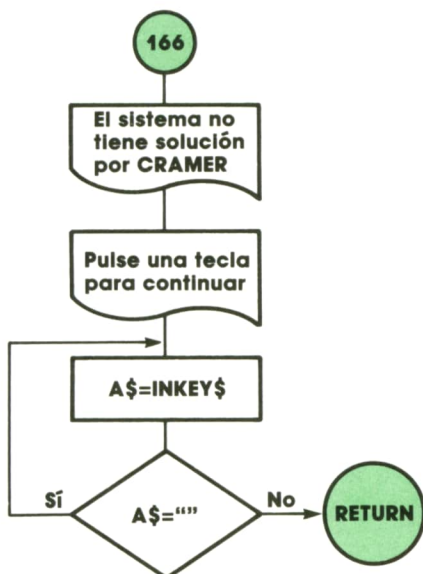 166
El sistema no
tiene solución
por CRAMER
Pulse una tecla
para continuar
A$=INKEY$
Sí
A$=“”
No
RETURN